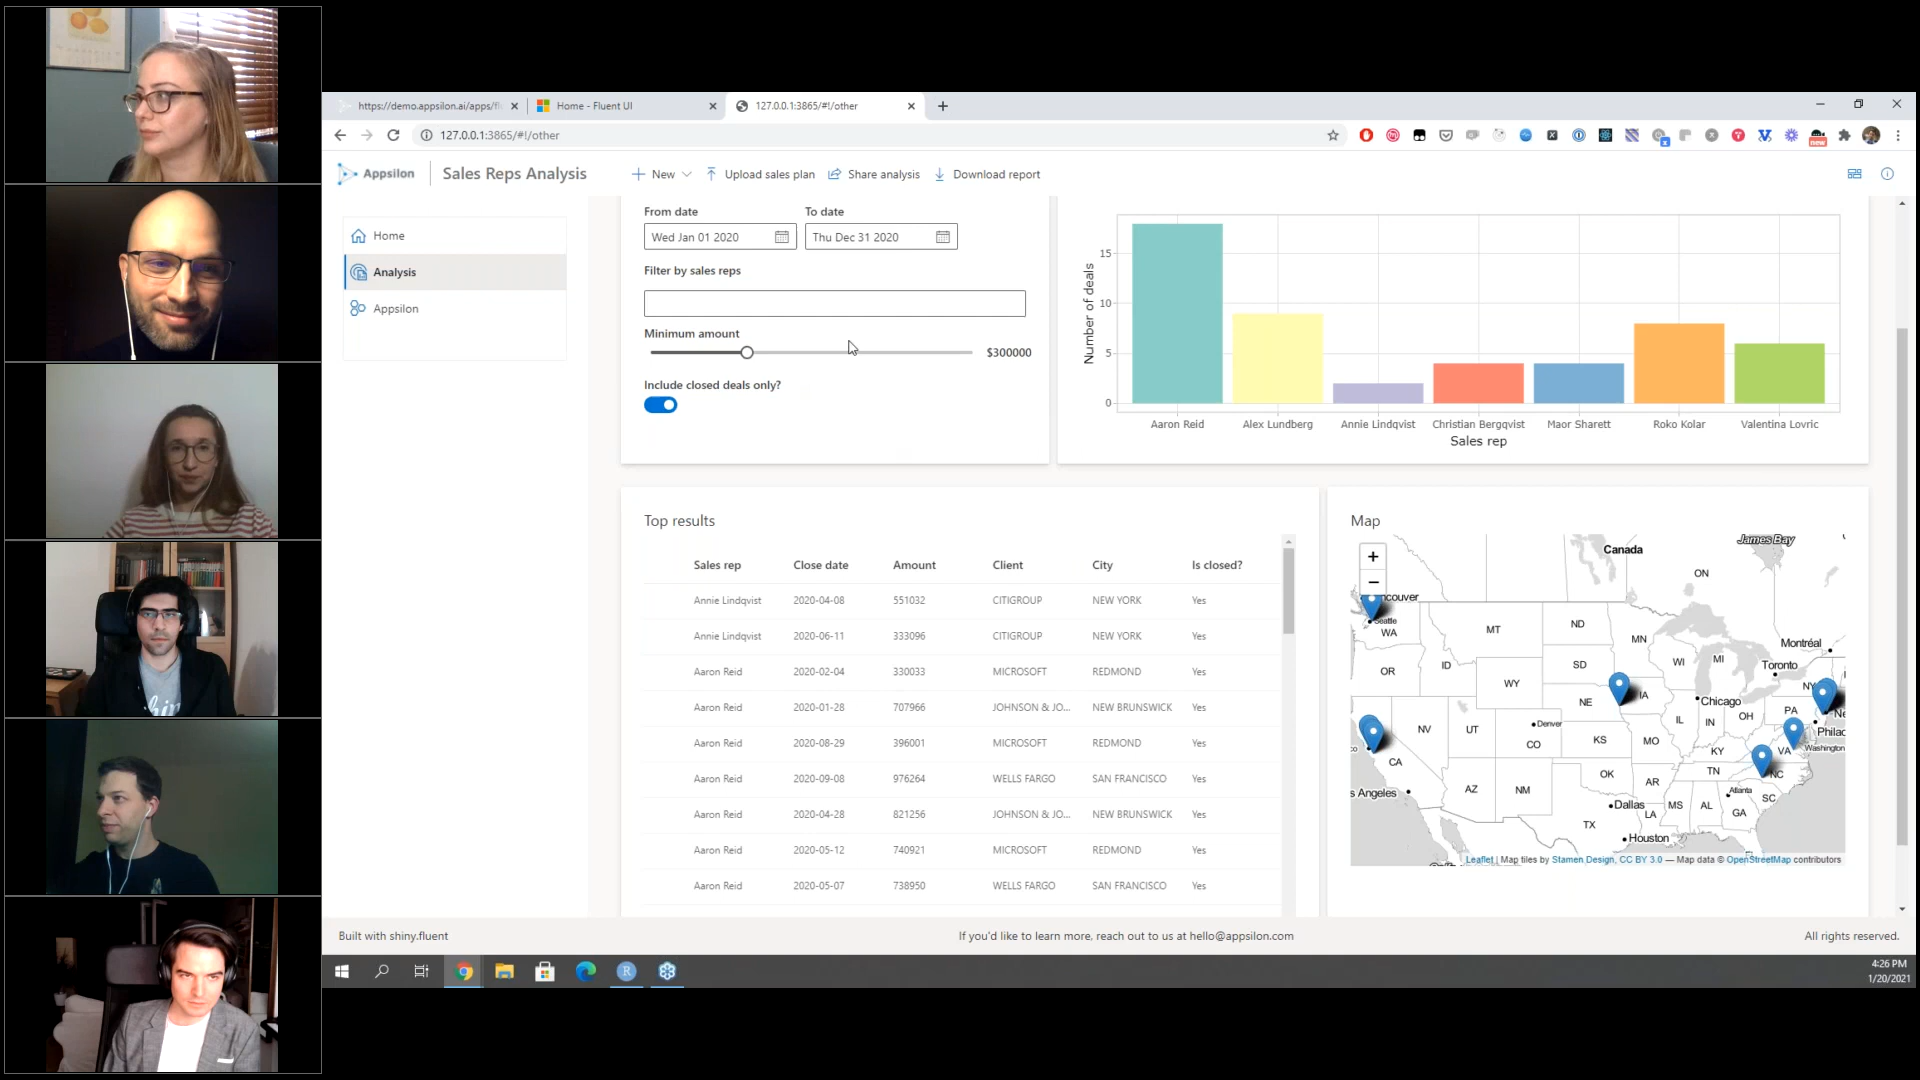 https://demo.appsilon.ai/apps/fl
Home - Fluent UI
127.0.0.1:3865/#!/other
127.0.0.1:3865/#!/other
Appsilon
Sales Reps Analysis
New
Upload sales plan
Share analysis
Download report
Home
Analysis
Appsilon
From date
To date
Wed Jan 01 2020
Thu Dec 31 2020
Filter by sales reps
Minimum amount
$300000
Include closed deals only?
Number of deals
15
10
5
0
Aaron Reid
Alex Lundberg
Annie Lindqvist
Christian Bergqvist
Maor Sharett
Roko Kolar
Valentina Lovric
Sales rep
Top results
Sales rep Close date Amount Client City Is closed?
Annie Lindqvist 2020-04-08 551032 CITIGROUP NEW YORK Yes
Annie Lindqvist 2020-06-11 333096 CITIGROUP NEW YORK Yes
Aaron Reid 2020-02-04 330033 MICROSOFT REDMOND Yes
Aaron Reid 2020-01-28 707966 JOHNSON & JO... NEW BRUNSWICK Yes
Aaron Reid 2020-08-29 396001 MICROSOFT REDMOND Yes
Aaron Reid 2020-09-08 976264 WELLS FARGO SAN FRANCISCO Yes
Aaron Reid 2020-04-28 821256 JOHNSON & JO... NEW BRUNSWICK Yes
Aaron Reid 2020-05-12 740921 MICROSOFT REDMOND Yes
Aaron Reid 2020-05-07 738950 WELLS FARGO SAN FRANCISCO Yes
Map
+
−
Canada
James Bay
ON
ncouver
Seattle
WA
MT
ND
MN
Montréal
OR
ID
SD
WI
MI
Toronto
WY
NY
NE
IA
Chicago
PA
Ne
NV
UT
Denver
IL
IN
OH
Philad
CO
KS
MO
KY
VA
Washington
CA
TN
NC
OK
AR
s Angeles
AZ
NM
Atlanta
SC
Dallas
MS
AL
GA
LA
TX
Houston
Leaflet | Map tiles by Stamen Design, CC BY 3.0 — Map data © OpenStreetMap contributors
Built with shiny.fluent
If you'd like to learn more, reach out to us at hello@appsilon.com
All rights reserved.
4:26 PM
1/20/2021